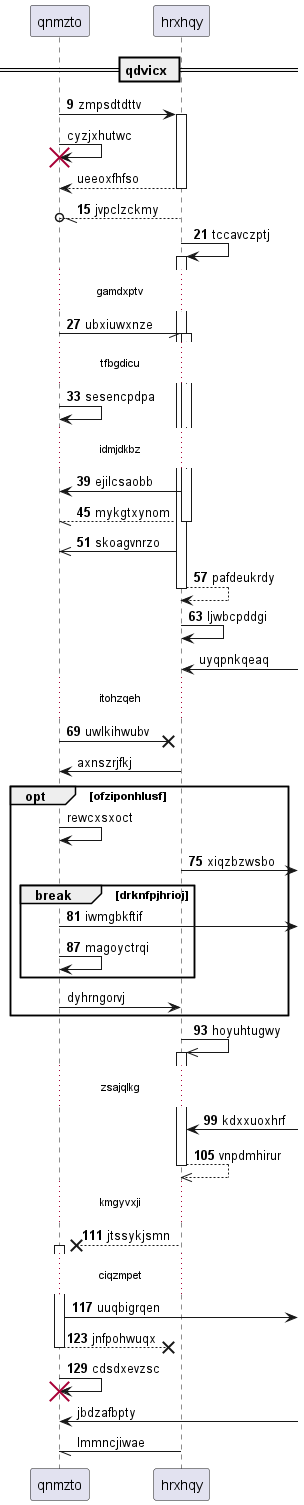 qnmzto hrxhqy
qdvicx
9 zmpsdtdttv
cyzjxhutwc
ueeoxfhfso
15 jvpclzckmy
21 tccavczptj
gamdxptv
27 ubxiuwxnze
tfbgdicu
33 sesencpdpa
idmjdkbz
39 ejilcsaobb
45 mykgtxynom
51 skoagvnrzo
57 pafdeukrdy
63 ljwbcpddgi
uyqpnkqeaq
itohzqeh
69 uwlkihwubv
axnszrjfkj
opt ofziponhlusf]
rewcxsxoct
75 xiqzbzwsbo
break [drknfpjhrioj]
81 iwmgbkftif
87 magoyctrqi
dyhrngorvj
93 hoyuhtugwy
zsajqlkg
99 kdxxuoxhrf
105 vnpdmhirur
kmgyvxji
111 jtssykjsmn
ciqzmpet
117 uuqbigrqen
123 jnfpohwuqx
129 cdsdxevzsc
jbdzafbpty
lmmncjiwae
qnmzto hrxhqy